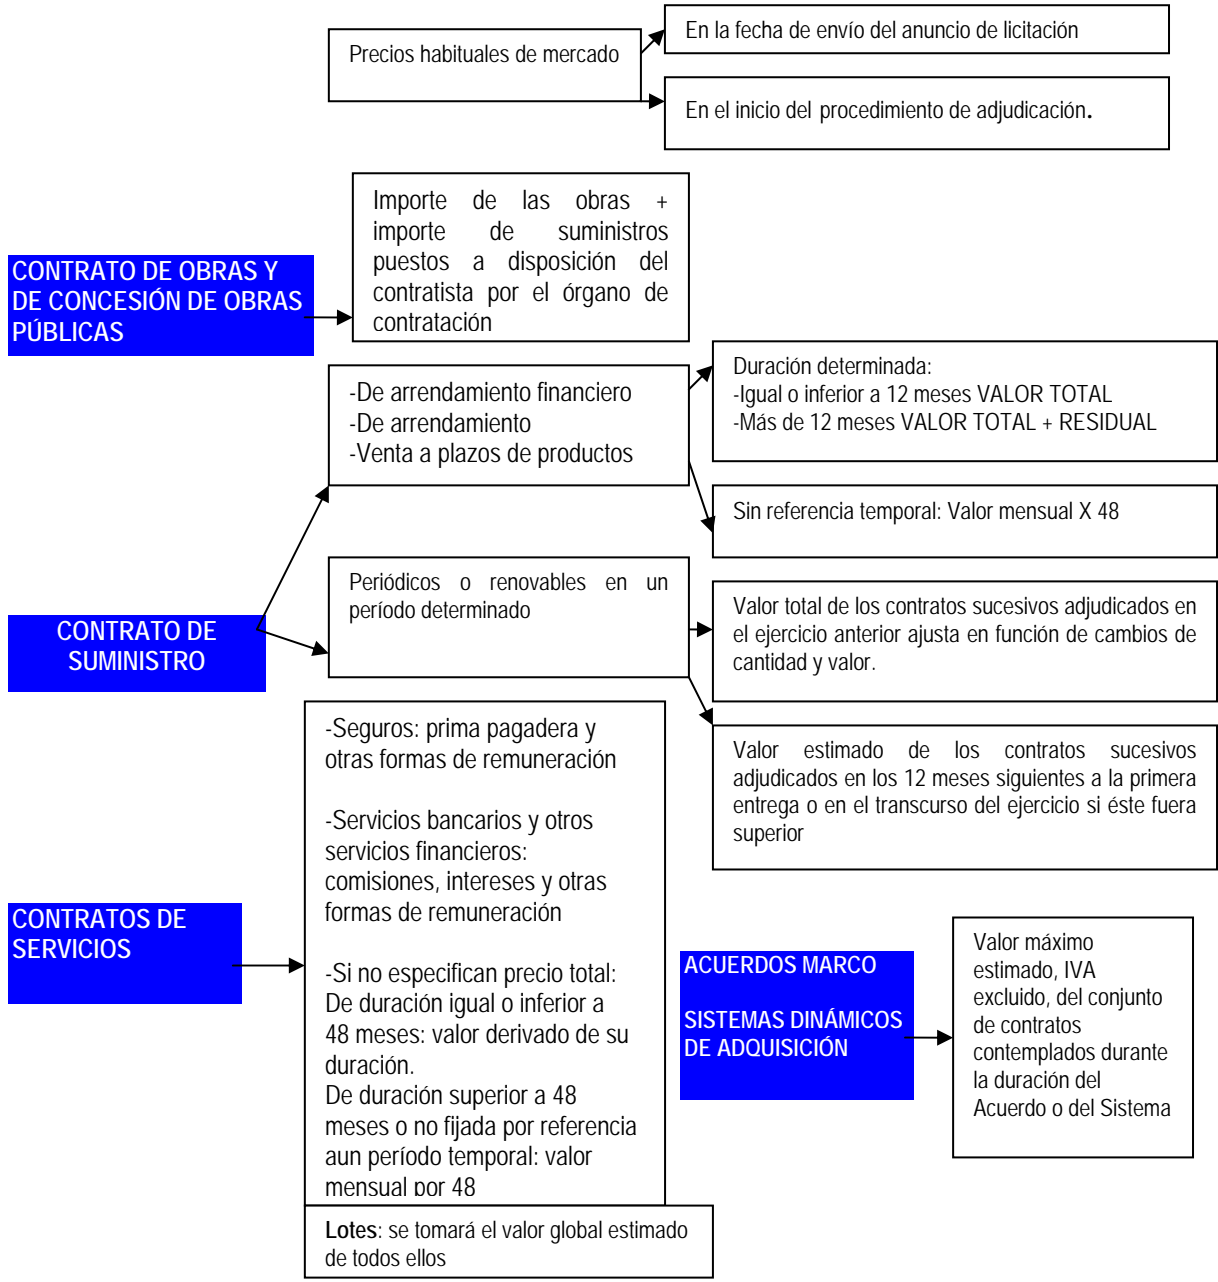 Precios habituales de mercado
En la fecha de envío del anuncio de licitación
En el inicio del procedimiento de adjudicación.
CONTRATO DE OBRAS Y
DE CONCESIÓN DE OBRAS
PÚBLICAS
Importe de las obras +
importe de suministros
puestos a disposición del
contratista por el órgano de
contratación
CONTRATO DE
SUMINISTRO
-De arrendamiento financiero
-De arrendamiento
-Venta a plazos de productos
Duración determinada:
-Igual o inferior a 12 meses VALOR TOTAL
-Más de 12 meses VALOR TOTAL + RESIDUAL
Sin referencia temporal: Valor mensual X 48
Periódicos o renovables en un
período determinado
Valor total de los contratos sucesivos adjudicados en
el ejercicio anterior ajusta en función de cambios de
cantidad y valor.
Valor estimado de los contratos sucesivos
adjudicados en los 12 meses siguientes a la primera
entrega o en el transcurso del ejercicio si éste fuera
superior
CONTRATOS DE
SERVICIOS
-Seguros: prima pagadera y
otras formas de remuneración
-Servicios bancarios y otros
servicios financieros:
comisiones, intereses y otras
formas de remuneración
-Si no especifican precio total:
De duración igual o inferior a
48 meses: valor derivado de su
duración.
De duración superior a 48
meses o no fijada por referencia
aun período temporal: valor
mensual por 48
Lotes: se tomará el valor global estimado
de todos ellos
ACUERDOS MARCO
SISTEMAS DINÁMICOS
DE ADQUISICIÓN
Valor máximo
estimado, IVA
excluido, del conjunto
de contratos
contemplados durante
la duración del
Acuerdo o del Sistema